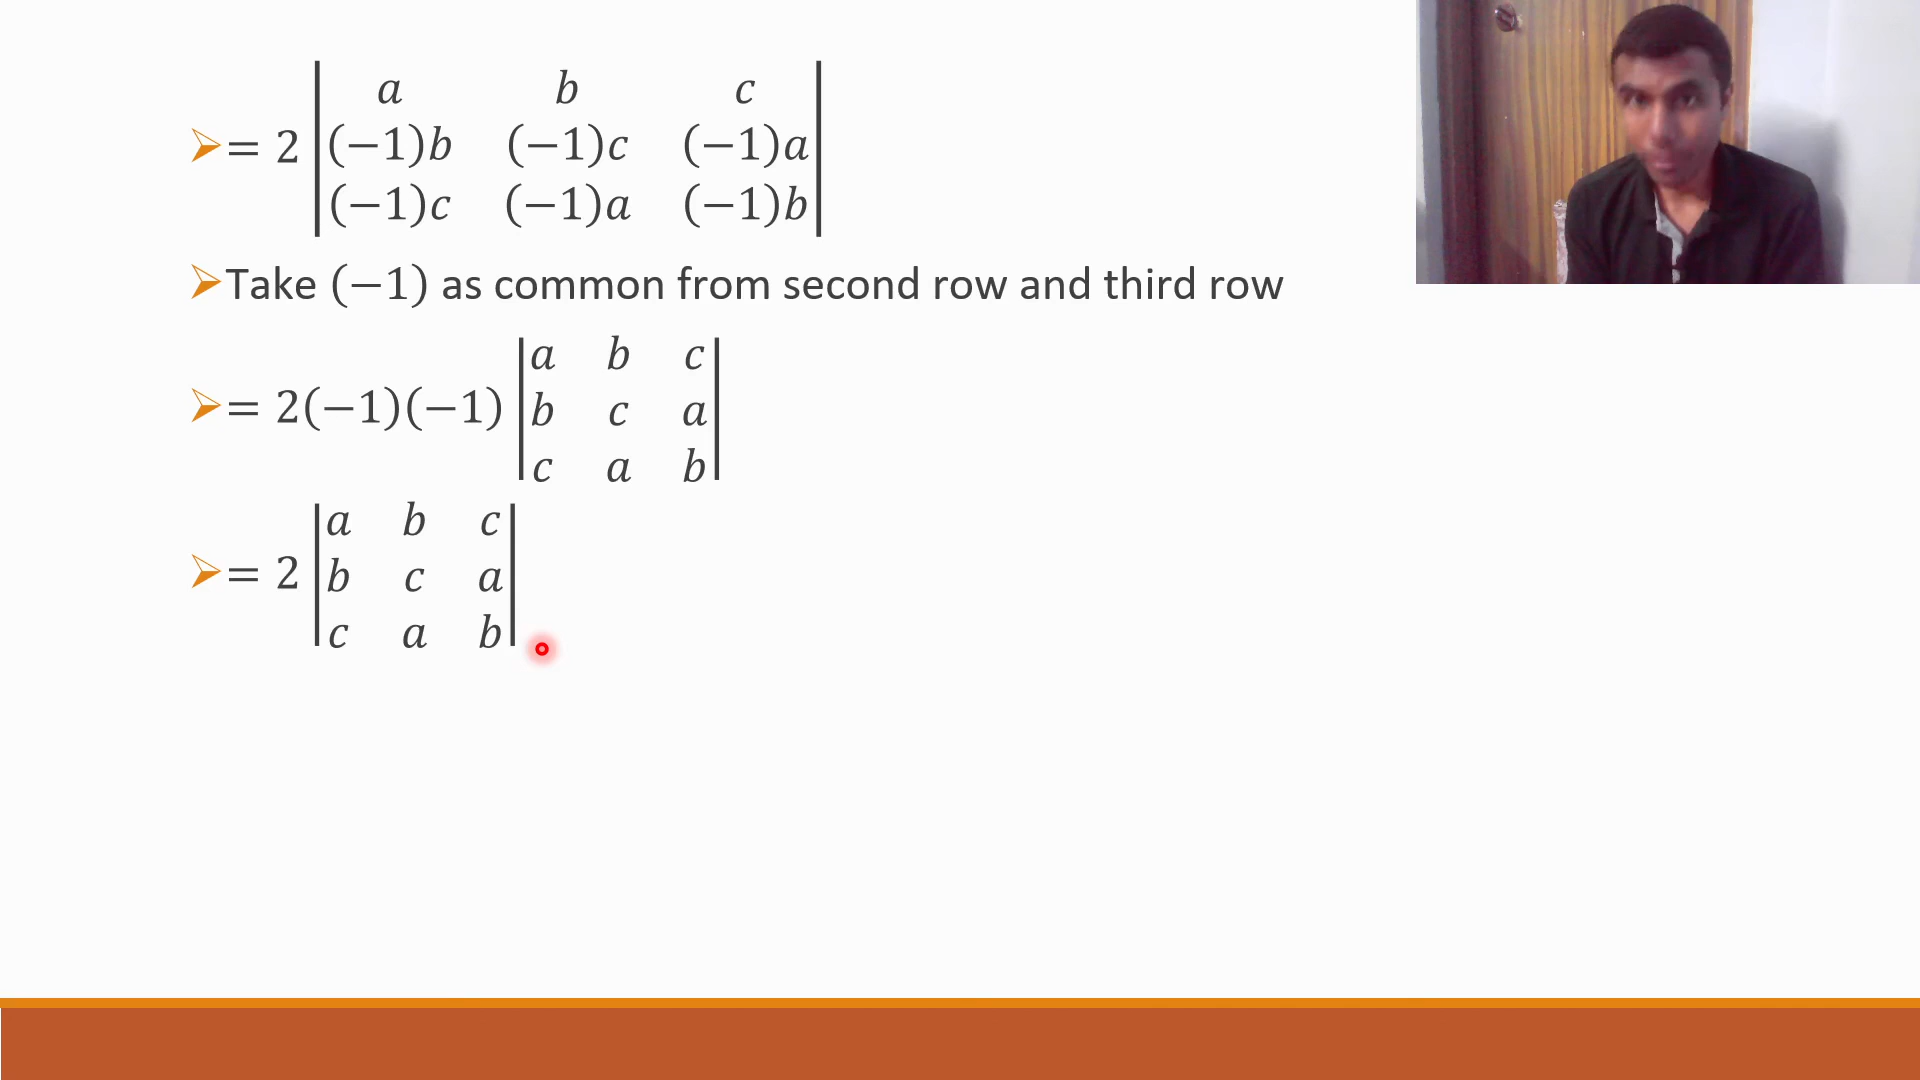 = 2 | a b c |
| (−1)b (−1)c (−1)a |
| (−1)c (−1)a (−1)b |
Take (−1) as common from second row and third row
= 2(−1)(−1) | a b c |
| b c a |
| c a b |
= 2 | a b c |
| b c a |
| c a b |